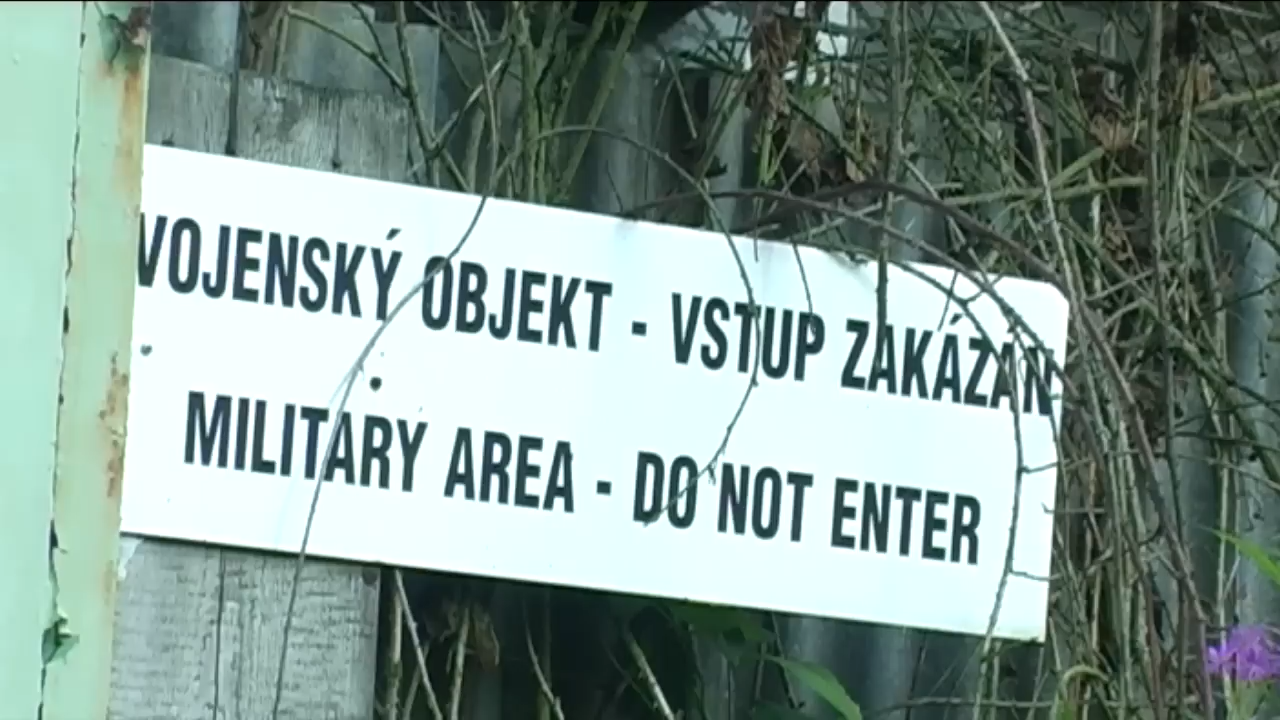 VOJENSKÝ OBJEKT - VSTUP ZAKÁZÁN
MILITARY AREA - DO NOT ENTER